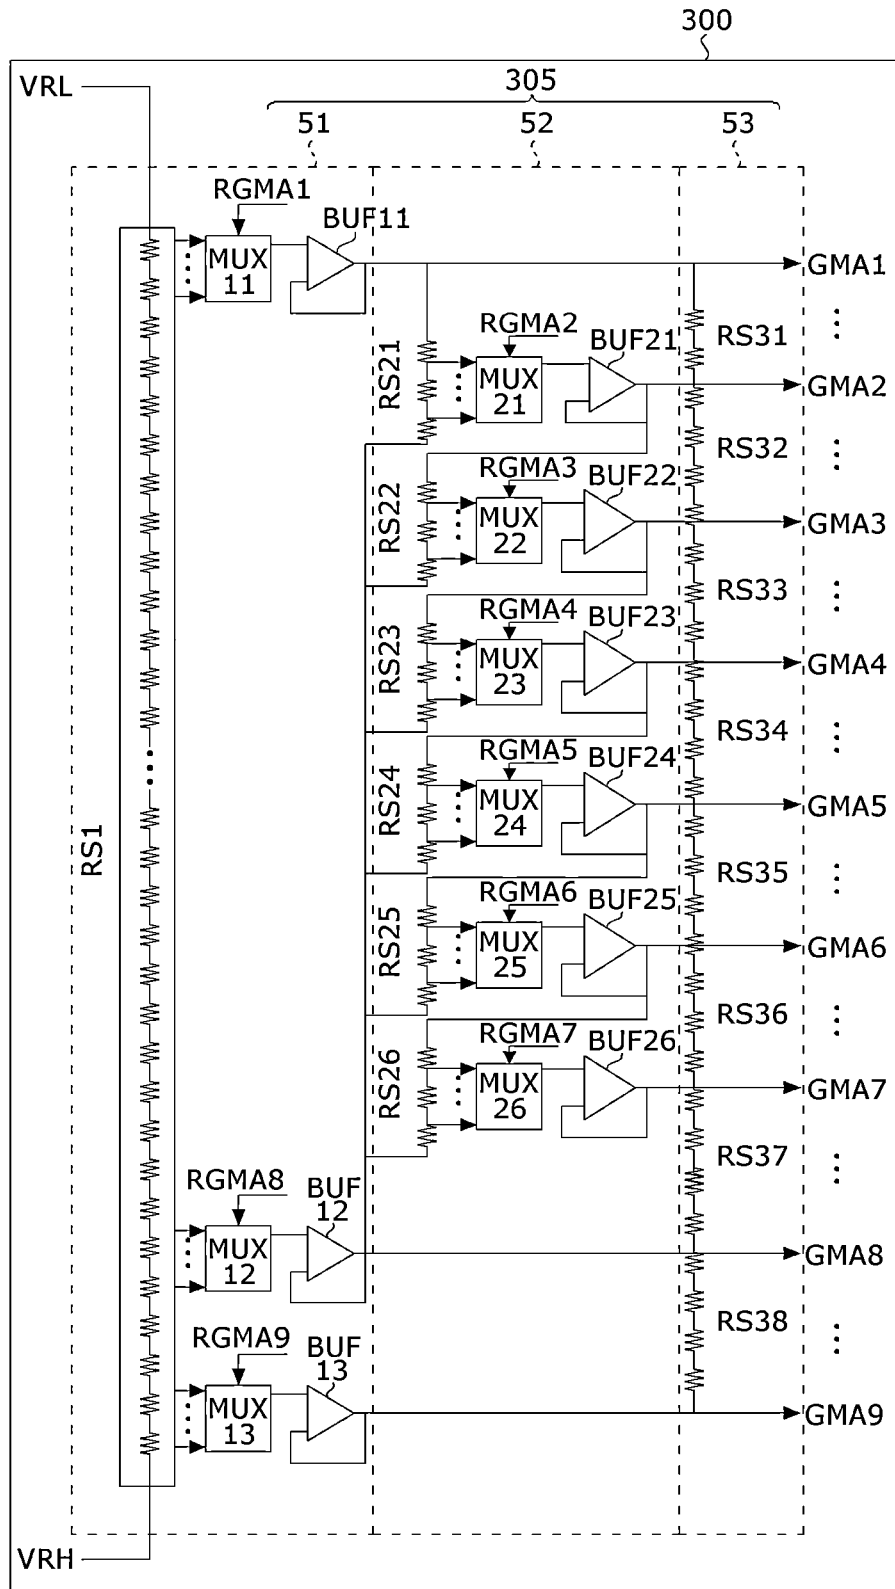 300
VRL
305
51
52
53
RGMA1
BUF11
MUX
11
GMA1
RS21
RGMA2
BUF21
MUX
21
RS31
GMA2
RS22
RGMA3
BUF22
MUX
22
RS32
GMA3
RS23
RGMA4
BUF23
MUX
23
RS33
GMA4
RS24
RGMA5
BUF24
MUX
24
RS34
GMA5
RS1
RS25
RGMA6
BUF25
MUX
25
RS35
GMA6
RS26
RGMA7
BUF26
MUX
26
RS36
GMA7
RS37
RGMA8
BUF
12
MUX
12
GMA8
RS38
RGMA9
BUF
13
MUX
13
GMA9
VRH